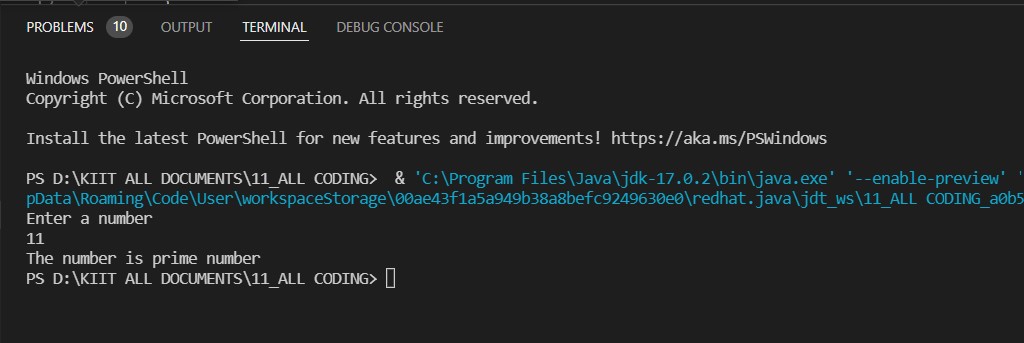 PROBLEMS 10 OUTPUT TERMINAL DEBUG CONSOLE
Windows PowerShell
Copyright (C) Microsoft Corporation. All rights reserved.
Install the latest PowerShell for new features and improvements! https://aka.ms/PSWindows
PS D:\KIIT ALL DOCUMENTS\11_ALL CODING>  & 'C:\Program Files\Java\jdk-17.0.2\bin\java.exe' '--enable-preview' '
pData\Roaming\Code\User\workspaceStorage\00ae43f1a5a949b38a8befc9249630e0\redhat.java\jdt_ws\11_ALL CODING_a0b5
Enter a number
11
The number is prime number
PS D:\KIIT ALL DOCUMENTS\11_ALL CODING>